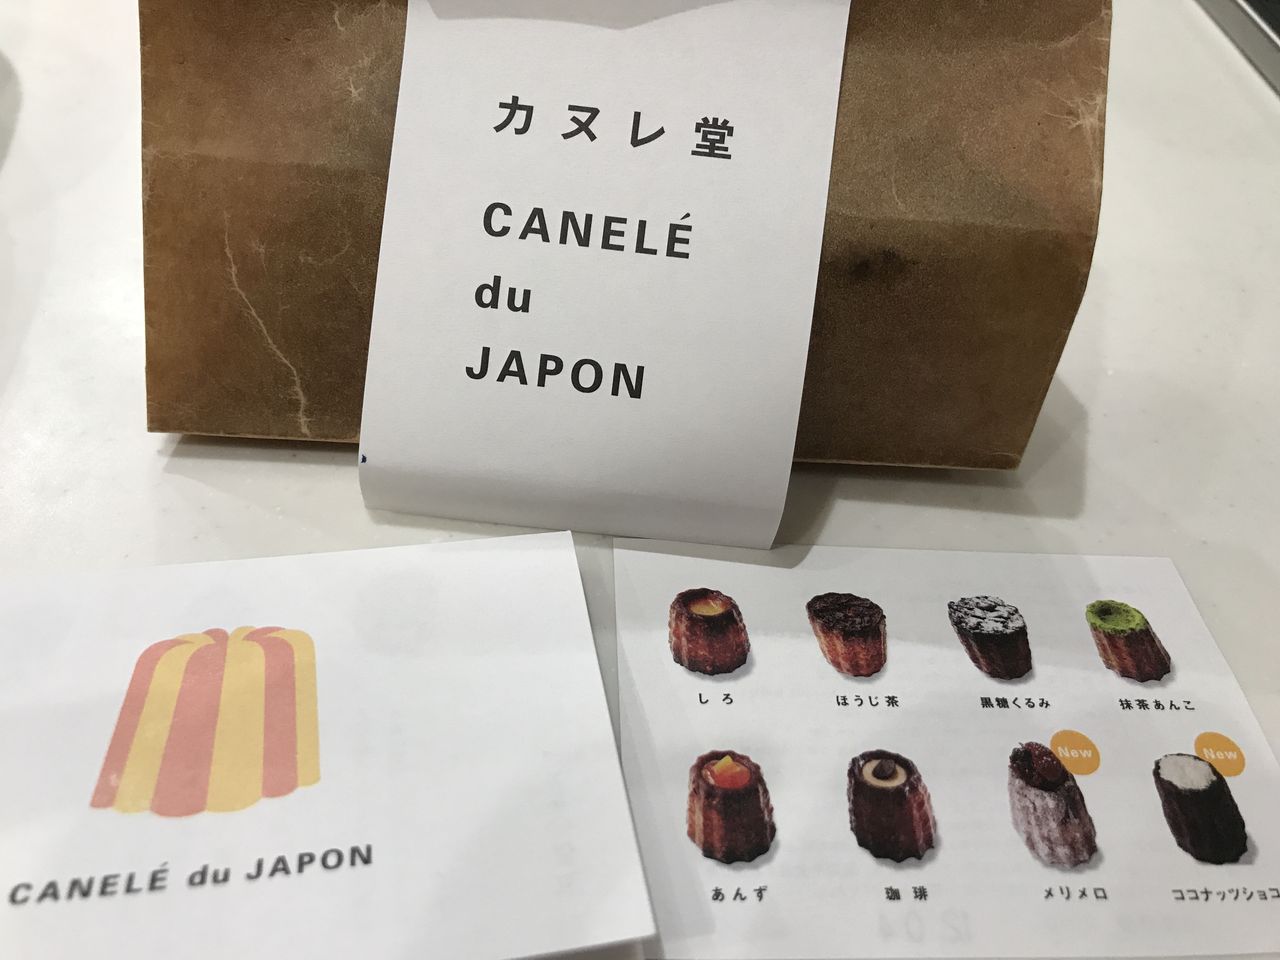 カヌレ堂
CANELÉ
du
JAPON
CANELÉ du JAPON
しろ
ほうじ茶
黒糖くるみ
抹茶あんこ
New
New
あんず
珈琲
メリメロ
ココナッツショコ